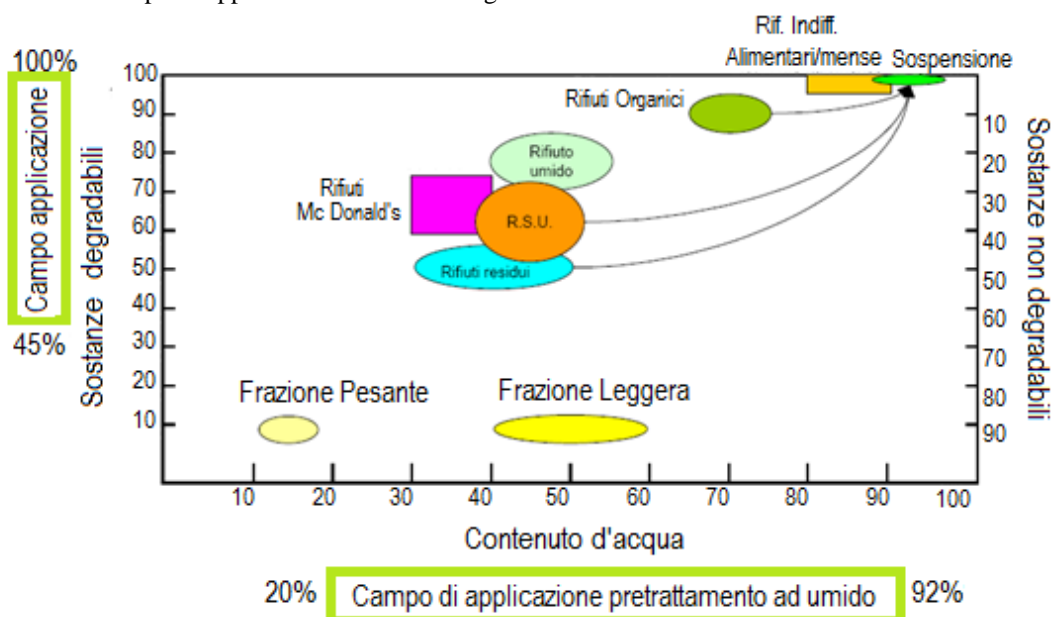 Rif. Indiff.
Alimentari/mense Sospensione
100%
Campo applicazione
45%
Sostanze degradabili
100
90
80
70
60
50
40
30
20
10
Rifiuti Organici
Rifiuto
umido
Rifiuti
Mc Donald's
R.S.U.
Rifiuti residui
Frazione Pesante
Frazione Leggera
10
20
30
40
50
60
70
80
90
Sostanze non degradabili
10 20 30 40 50 60 70 80 90 100
Contenuto d'acqua
20% Campo di applicazione pretrattamento ad umido 92%